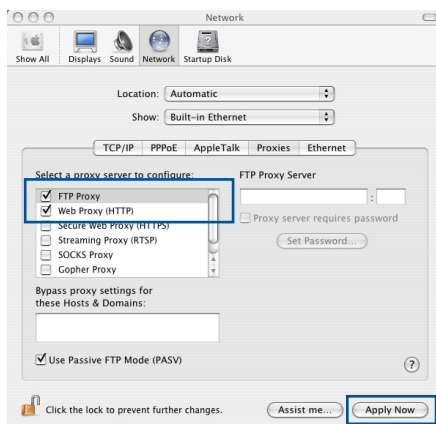 Network
Show All Displays Sound Network Startup Disk
Location: Automatic
Show: Built-in Ethernet
TCP/IP PPPoE AppleTalk Proxies Ethernet
Select a proxy server to configure: FTP Proxy Server
FTP Proxy
Web Proxy (HTTP) :
Secure Web Proxy (HTTPS) Proxy server requires password
Streaming Proxy (RTSP) Set Password...
SOCKS Proxy
Gopher Proxy
Bypass proxy settings for
these Hosts & Domains:
Use Passive FTP Mode (PASV) ?
Click the lock to prevent further changes. Assist me... Apply Now